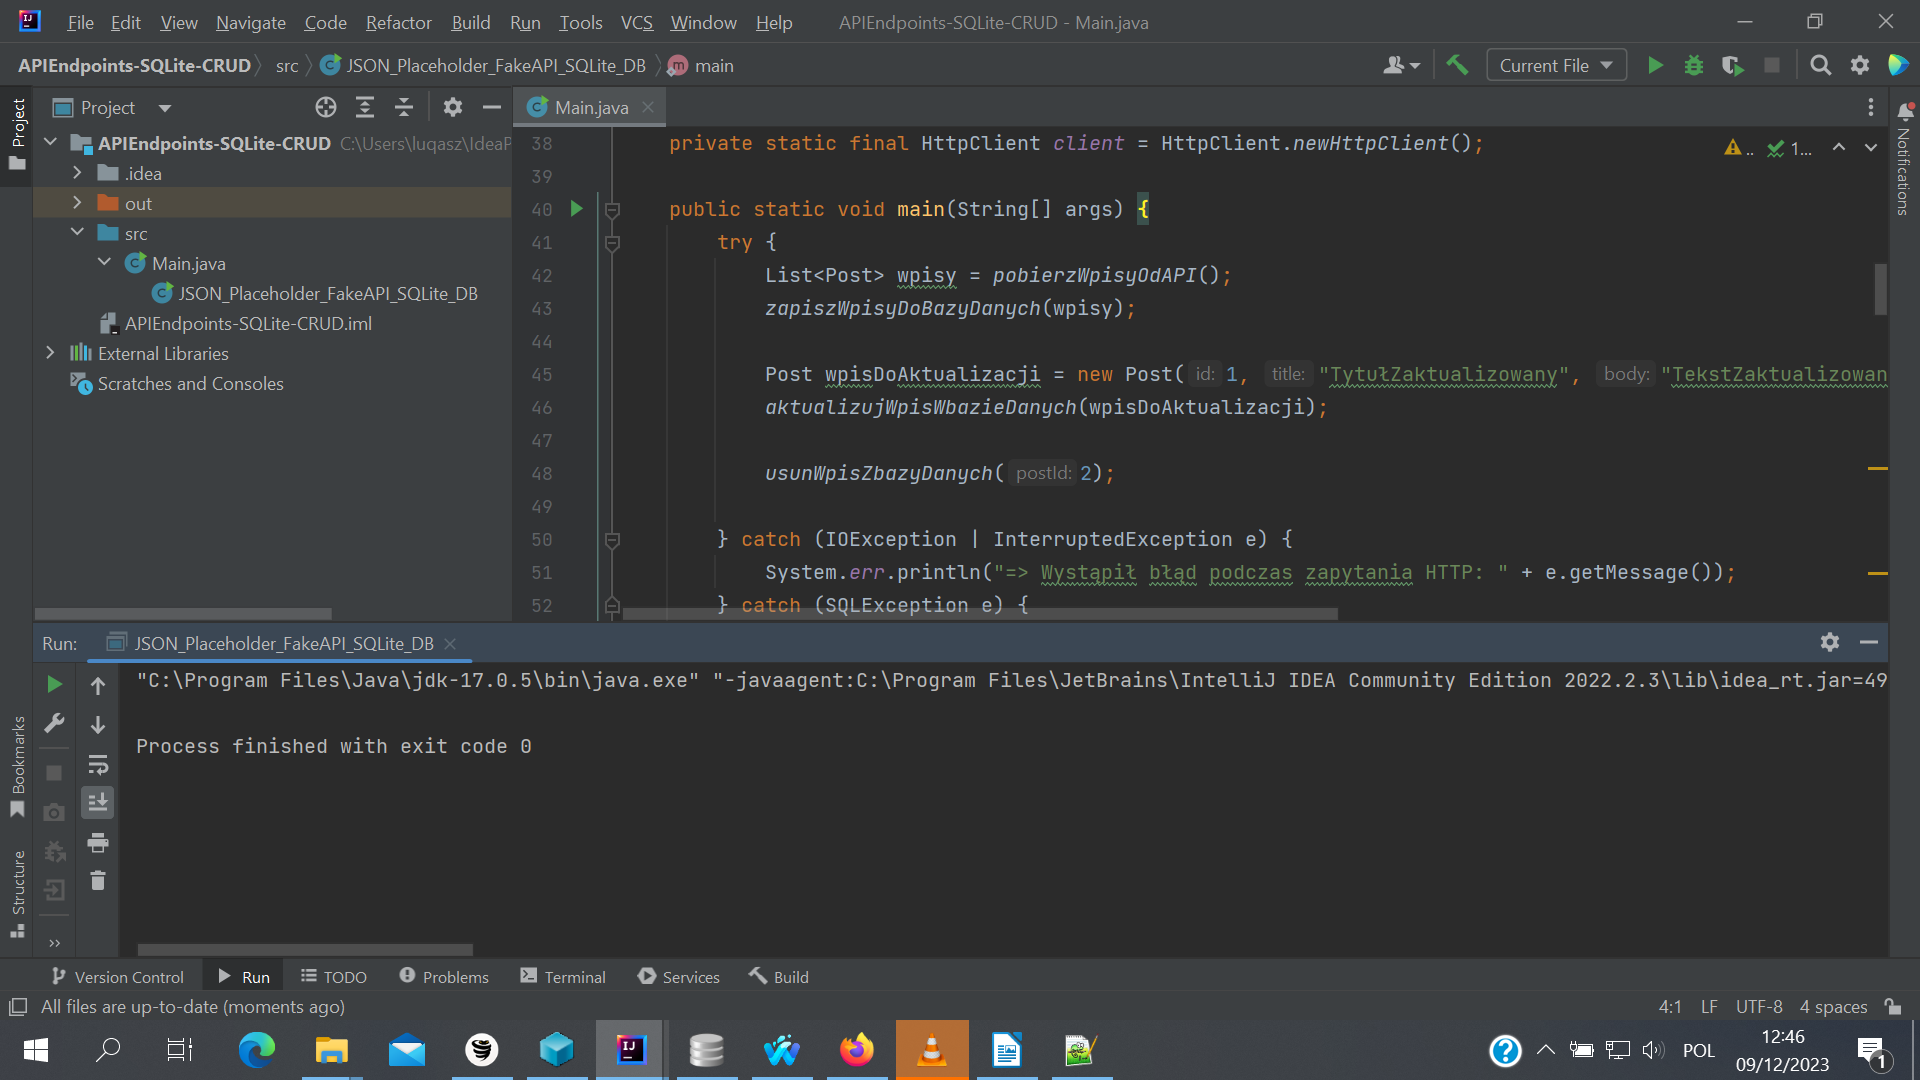 File Edit View Navigate Code Refactor Build Run Tools VCS Window Help APIEndpoints-SQLite-CRUD - Main.java
APIEndpoints-SQLite-CRUD src JSON_Placeholder_FakeAPI_SQLite_DB main Current File
Project Main.java
Project
Notifications
APIEndpoints-SQLite-CRUD C:\Users\luqasz\IdeaP
.idea
out
src
Main.java
JSON_Placeholder_FakeAPI_SQLite_DB
APIEndpoints-SQLite-CRUD.iml
External Libraries
Scratches and Consoles
38 private static final HttpClient client = HttpClient.newHttpClient(); .. 1...
39
40 public static void main(String[] args) {
41 try {
42 List<Post> wpisy = pobierzWpisyOdAPI();
43 zapiszWpisyDoBazyDanych(wpisy);
44
45 Post wpisDoAktualizacji = new Post( id: 1, title: "TytułZaktualizowany", body: "TekstZaktualizowan
46 aktualizujWpisWbazieDanych(wpisDoAktualizacji);
47
48 usunWpisZbazyDanych( postId: 2);
49
50 } catch (IOException | InterruptedException e) {
51 System.err.println("=> Wystąpił błąd podczas zapytania HTTP: " + e.getMessage());
52 } catch (SQLException e) {
Run: JSON_Placeholder_FakeAPI_SQLite_DB
"C:\Program Files\Java\jdk-17.0.5\bin\java.exe" "-javaagent:C:\Program Files\JetBrains\IntelliJ IDEA Community Edition 2022.2.3\lib\idea_rt.jar=49
Process finished with exit code 0
Bookmarks
Structure
Version Control Run TODO Problems Terminal Services Build
All files are up-to-date (moments ago) 4:1 LF UTF-8 4 spaces
POL 12:46
09/12/2023 1